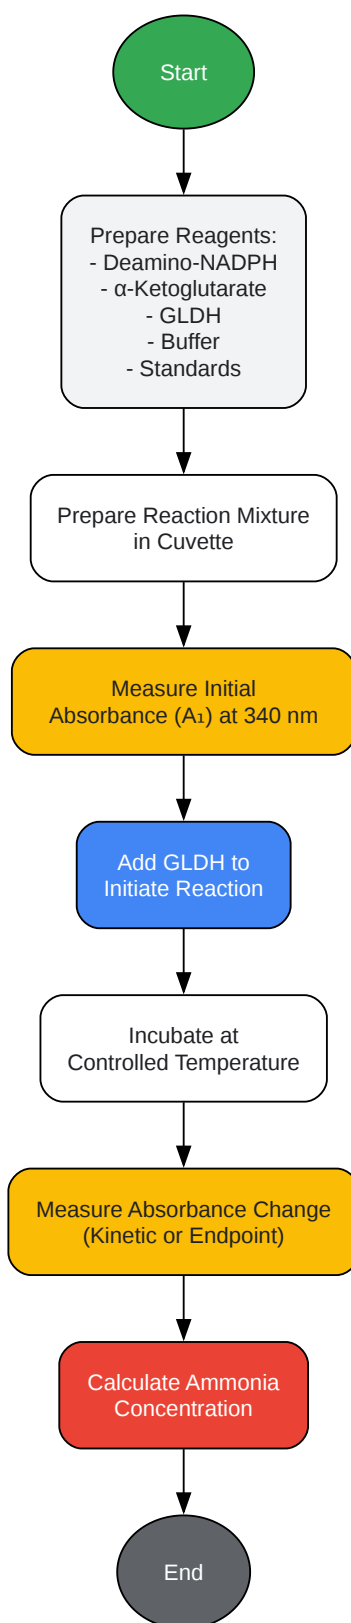 Start
Prepare Reagents:
- Deamino-NADPH
- α-Ketoglutarate
- GLDH
- Buffer
- Standards
Prepare Reaction Mixture
in Cuvette
Measure Initial
Absorbance (A₁) at 340 nm
Add GLDH to
Initiate Reaction
Incubate at
Controlled Temperature
Measure Absorbance Change
(Kinetic or Endpoint)
Calculate Ammonia
Concentration
End